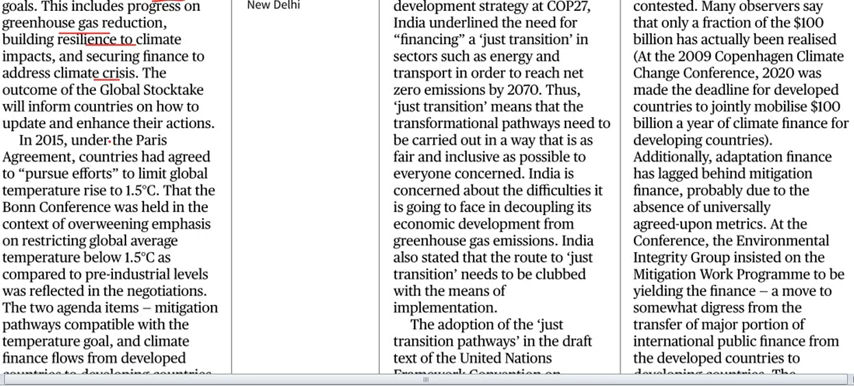 goals. This includes progress on
greenhouse gas reduction,
building resilience to climate
impacts, and securing finance to
address climate crisis. The
outcome of the Global Stocktake
will inform countries on how to
update and enhance their actions.
In 2015, under the Paris
Agreement, countries had agreed
to “pursue efforts” to limit global
temperature rise to 1.5°C. That the
Bonn Conference was held in the
context of overweening emphasis
on restricting global average
temperature below 1.5°C as
compared to pre-industrial levels
was reflected in the negotiations.
The two agenda items — mitigation
pathways compatible with the
temperature goal, and climate
finance flows from developed
countries to developing countries
New Delhi
development strategy at COP27,
India underlined the need for
“financing” a ‘just transition’ in
sectors such as energy and
transport in order to reach net
zero emissions by 2070. Thus,
‘just transition’ means that the
transformational pathways need to
be carried out in a way that is as
fair and inclusive as possible to
everyone concerned. India is
concerned about the difficulties it
is going to face in decoupling its
economic development from
greenhouse gas emissions. India
also stated that the route to ‘just
transition’ needs to be clubbed
with the means of
implementation.
The adoption of the ‘just
transition pathways’ in the draft
text of the United Nations
Framework Convention on
contested. Many observers say
that only a fraction of the $100
billion has actually been realised
(At the 2009 Copenhagen Climate
Change Conference, 2020 was
made the deadline for developed
countries to jointly mobilise $100
billion a year of climate finance for
developing countries).
Additionally, adaptation finance
has lagged behind mitigation
finance, probably due to the
absence of universally
agreed-upon metrics. At the
Conference, the Environmental
Integrity Group insisted on the
Mitigation Work Programme to be
yielding the finance — a move to
somewhat digress from the
transfer of major portion of
international public finance from
the developed countries to
developing countries. The